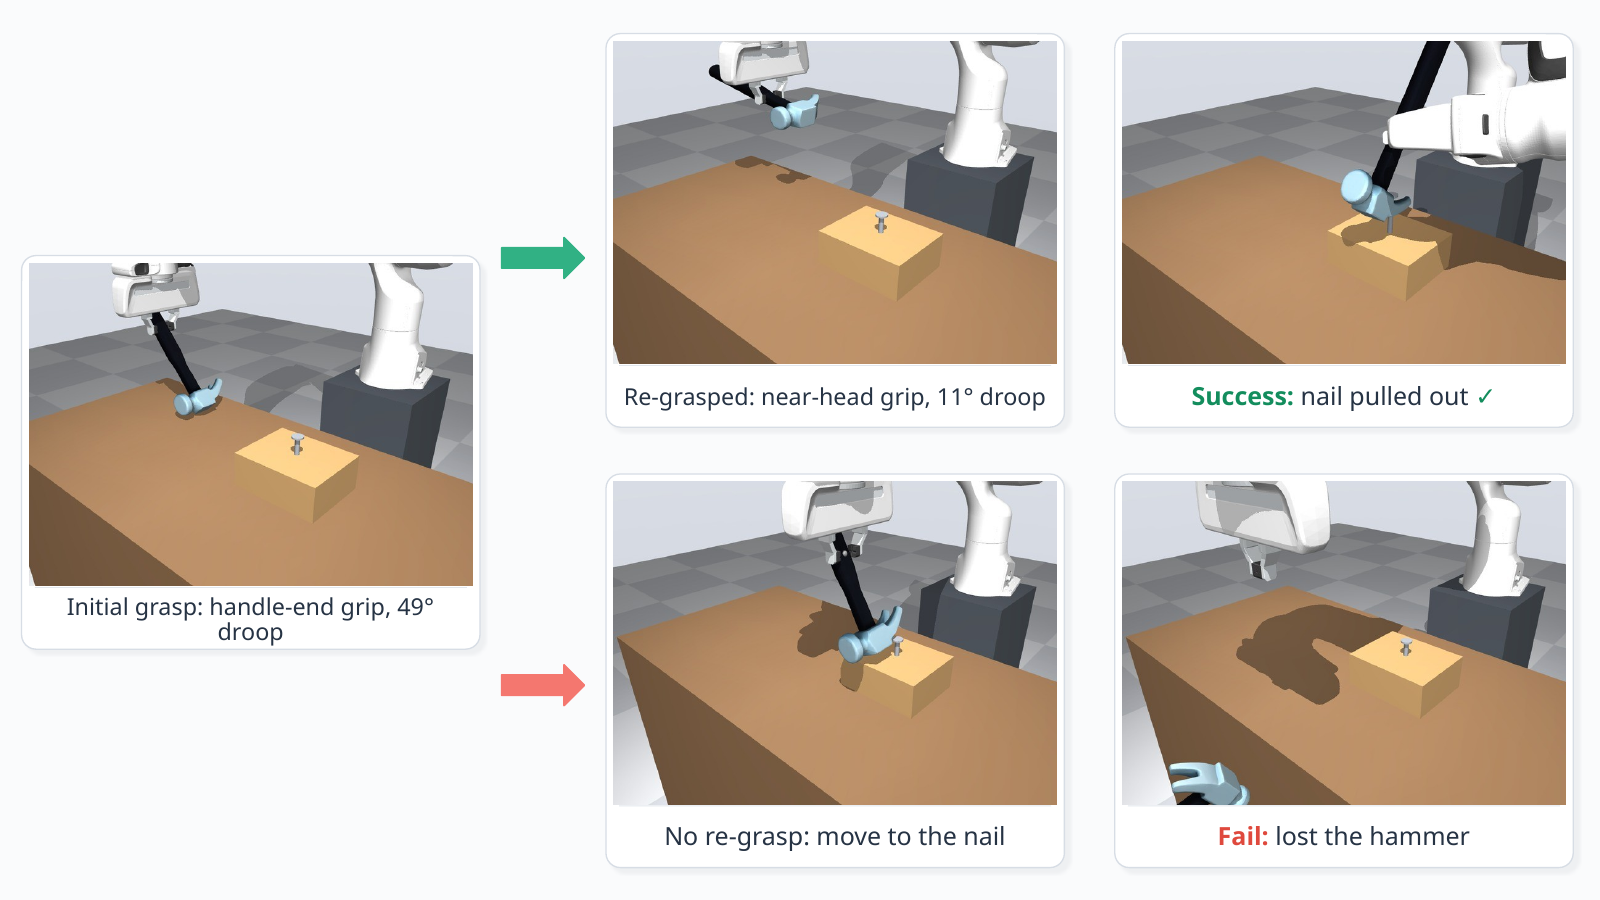 Initial grasp: handle-end grip, 49°
droop
Re-grasped: near-head grip, 11° droop
Success: nail pulled out ✓
No re-grasp: move to the nail
Fail: lost the hammer